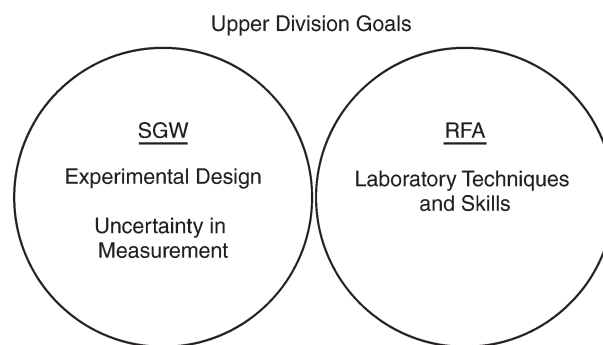 Upper Division Goals
SGW
Experimental Design
Uncertainty in
Measurement
RFA
Laboratory Techniques
and Skills